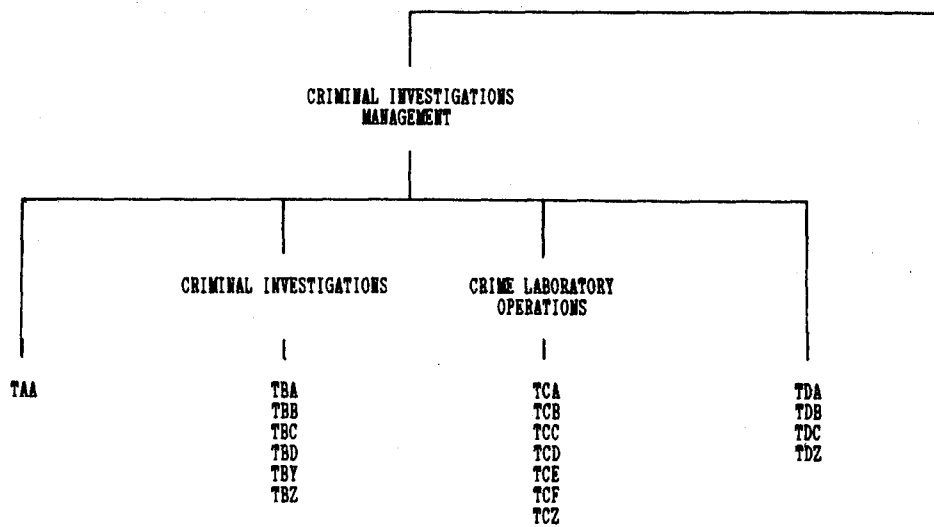 CRIMINAL INVESTIGATIONS
MANAGEMENT
CRIMINAL INVESTIGATIONS
CRIME LABORATORY
OPERATIONS
TAA
TBA
TBB
TBC
TBD
TBY
TBZ
TCA
TCB
TCC
TCD
TCE
TCF
TCZ
TDA
TDB
TDC
TDZ